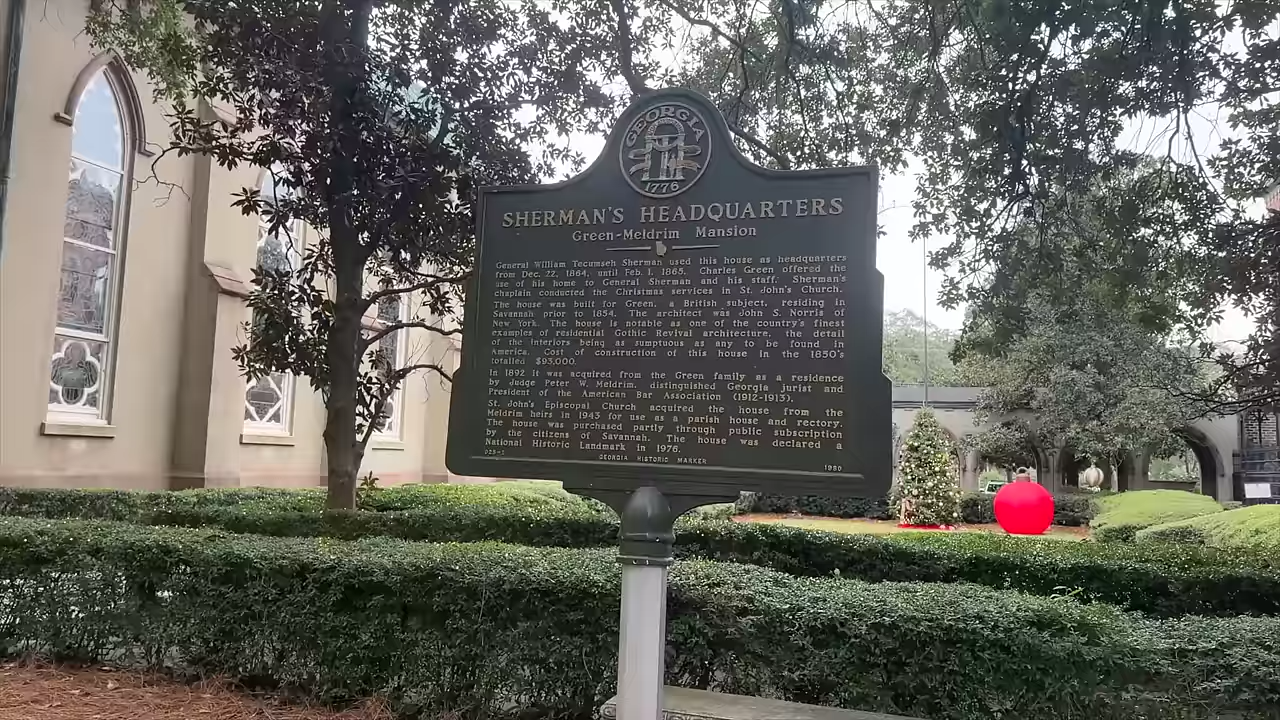 GEORGIA
1776
SHERMAN'S HEADQUARTERS
Green-Meldrim Mansion
General William Tecumseh Sherman used this house as headquarters
from Dec. 22, 1864, until Feb. 1, 1865. Charles Green offered the
use of his home to General Sherman and his staff. Sherman's
chaplain conducted the Christmas services in St. John's Church.
The house was built for Green, a British subject, residing in
Savannah prior to 1854. The architect was John S. Norris of
New York. The house is notable as one of the country's finest
examples of residential Gothic Revival architecture, the detail
of the interiors being as sumptuous as any to be found in
America. Cost of construction of this house in the 1850's
totalled $93,000.
In 1892 it was acquired from the Green family as a residence
by Judge Peter W. Meldrim, distinguished Georgia jurist and
President of the American Bar Association (1912-1913).
St. John's Episcopal Church acquired the house from the
Meldrim heirs in 1943 for use as a parish house and rectory.
The house was purchased partly through public subscription
by the citizens of Savannah. The house was declared a
National Historic Landmark in 1976.
025-2 GEORGIA HISTORIC MARKER 1980